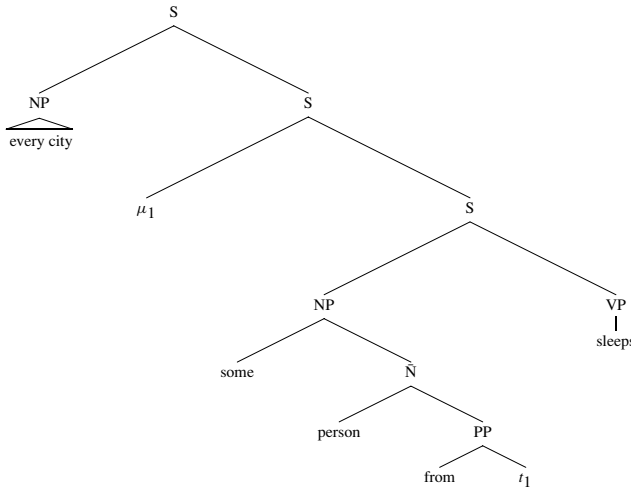 S
NP S
every city
μ1 S
NP VP
sleeps
some N̄
person PP
from t1